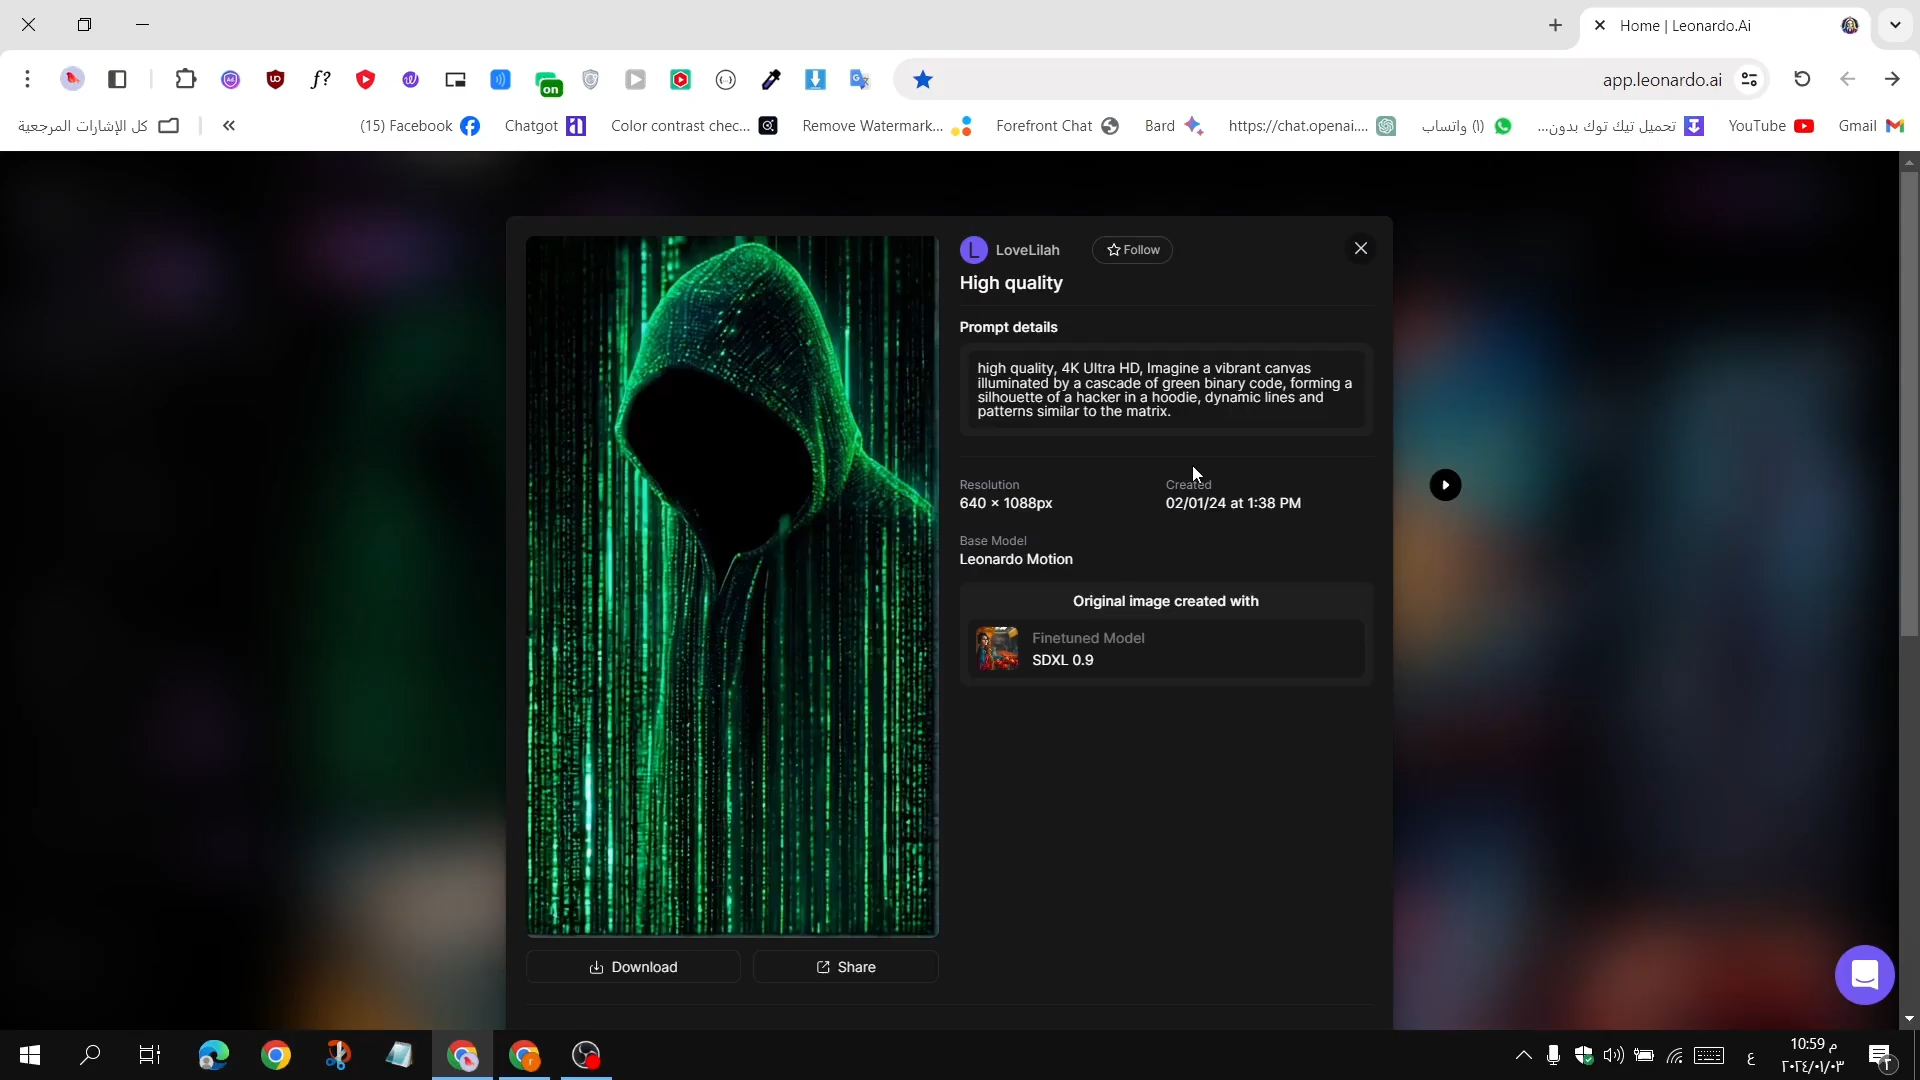 Home | Leonardo.Ai
on
app.leonardo.ai
كل الإشارات المرجعية
(15) Facebook
Chatgot
Color contrast chec...
Remove Watermark...
Forefront Chat
Bard
https://chat.openai....
(1) واتساب
تحميل تيك توك بدون...
YouTube
Gmail
L LoveLilah
Follow
High quality
Prompt details
high quality, 4K Ultra HD, Imagine a vibrant canvas
illuminated by a cascade of green binary code, forming a
silhouette of a hacker in a hoodie, dynamic lines and
patterns similar to the matrix.
Resolution
640 × 1088px
Created
02/01/24 at 1:38 PM
Base Model
Leonardo Motion
Original image created with
Finetuned Model
SDXL 0.9
Download
Share
ع
10:59 م
٢٠٢٤/٠١/٠٣
٢